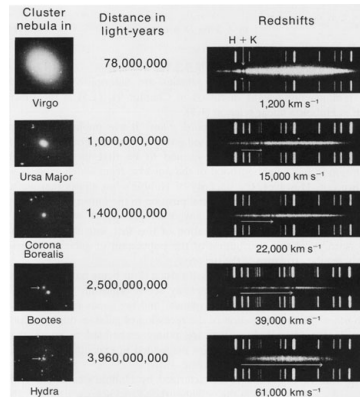 Cluster
nebula in
Distance in
light-years
Redshifts
H + K
78,000,000
Virgo
1,200 km s⁻¹
1,000,000,000
Ursa Major
15,000 km s⁻¹
1,400,000,000
Corona
Borealis
22,000 km s⁻¹
2,500,000,000
Bootes
39,000 km s⁻¹
3,960,000,000
Hydra
61,000 km s⁻¹